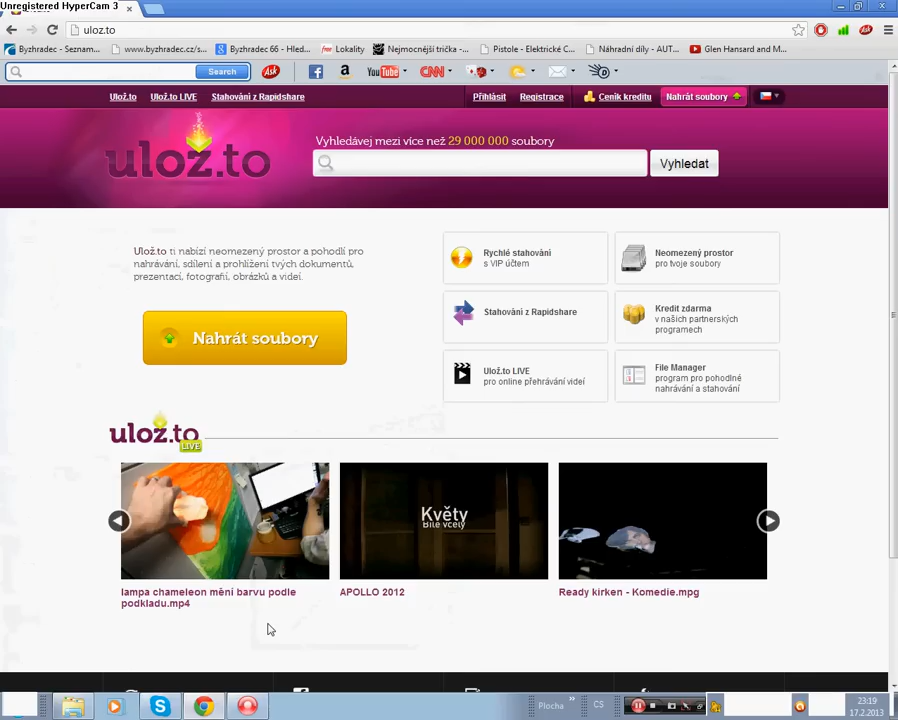 Unregistered HyperCam 3
uloz.to
Byzhradec - Seznam...
www.byzhradec.cz/s...
Byzhradec 66 - Hled...
Lokality
Nejmocnější trička -...
Pistole - Elektrické C...
Náhradní díly - AUT...
Glen Hansard and M...
Search
Ask
YouTube
CNN
Ulož.to
Ulož.to LIVE
Stahování z Rapidshare
Přihlásit
Registrace
Ceník kreditu
Nahrát soubory
uloz.to
Vyhledávej mezi více než 29 000 000 soubory
Vyhledat
Ulož.to ti nabízí neomezený prostor a pohodlí pro
nahrávání, sdílení a prohlížení tvých dokumentů,
prezentací, fotografií, obrázků a videí.
Nahrát soubory
Rychlé stahování
s VIP účtem
Neomezený prostor
pro tvoje soubory
Stahování z Rapidshare
Kredit zdarma
v našich partnerských
programech
Ulož.to LIVE
pro online přehrávání videí
File Manager
program pro pohodlné
nahrávání a stahování
uloz.to
LIVE
Květy
Bílé včely
lampa chameleon mění barvu podle
podkladu.mp4
APOLLO 2012
Ready kirken - Komedie.mpg
Plocha
CS
23:19
17.2.2013